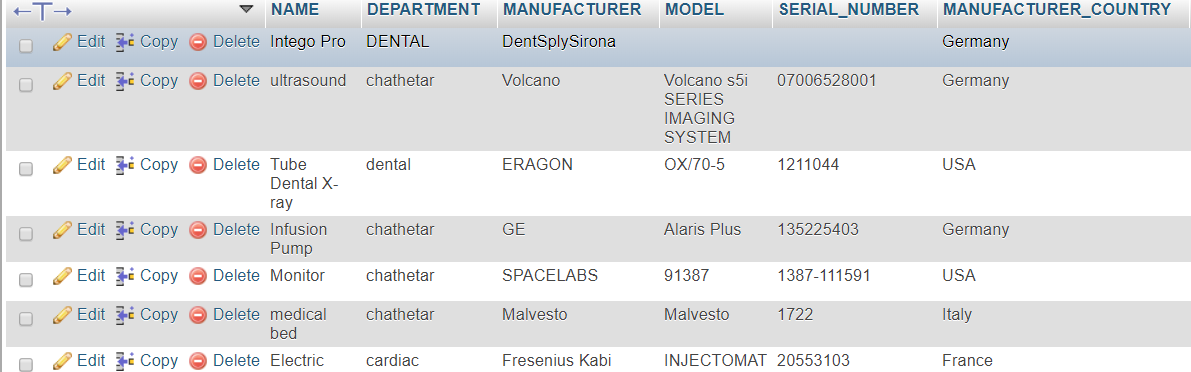 NAME DEPARTMENT MANUFACTURER MODEL SERIAL_NUMBER MANUFACTURER_COUNTRY
Edit Copy Delete Intego Pro DENTAL DentSplySirona Germany
Edit Copy Delete ultrasound chathetar Volcano Volcano s5i 07006528001 Germany
SERIES
IMAGING
SYSTEM
Edit Copy Delete Tube dental ERAGON OX/70-5 1211044 USA
Dental X-
ray
Edit Copy Delete Infusion chathetar GE Alaris Plus 135225403 Germany
Pump
Edit Copy Delete Monitor chathetar SPACELABS 91387 1387-111591 USA
Edit Copy Delete medical chathetar Malvesto Malvesto 1722 Italy
bed
Edit Copy Delete Electric cardiac Fresenius Kabi INJECTOMAT 20553103 France